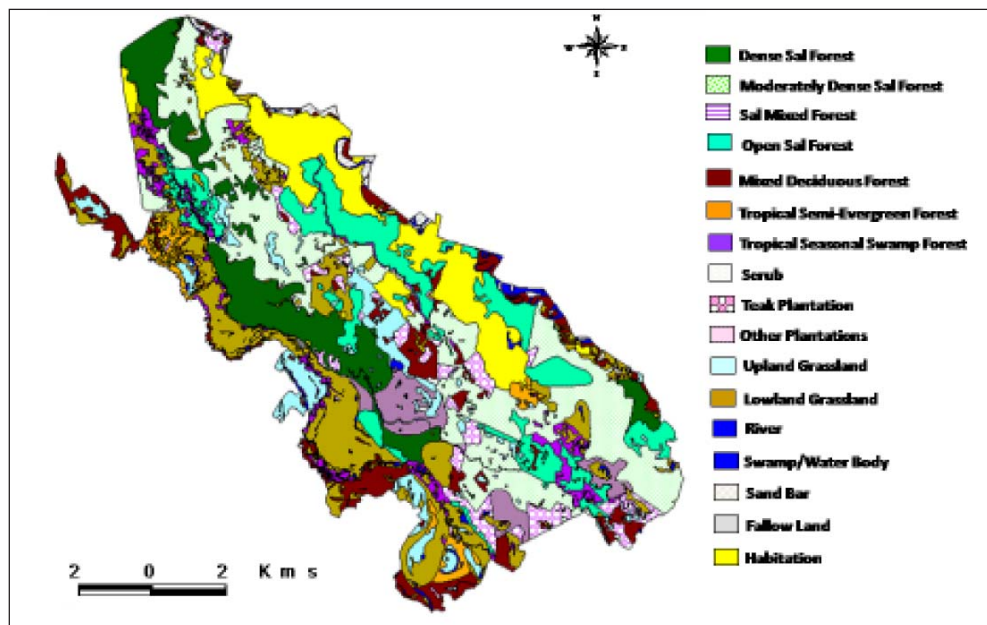 N
W E
S
Dense Sal Forest
Moderately Dense Sal Forest
Sal Mixed Forest
Open Sal Forest
Mixed Deciduous Forest
Tropical Semi-Evergreen Forest
Tropical Seasonal Swamp Forest
Scrub
Teak Plantation
Other Plantations
Upland Grassland
Lowland Grassland
River
Swamp/Water Body
Sand Bar
Fallow Land
Habitation
2 0 2 Kms